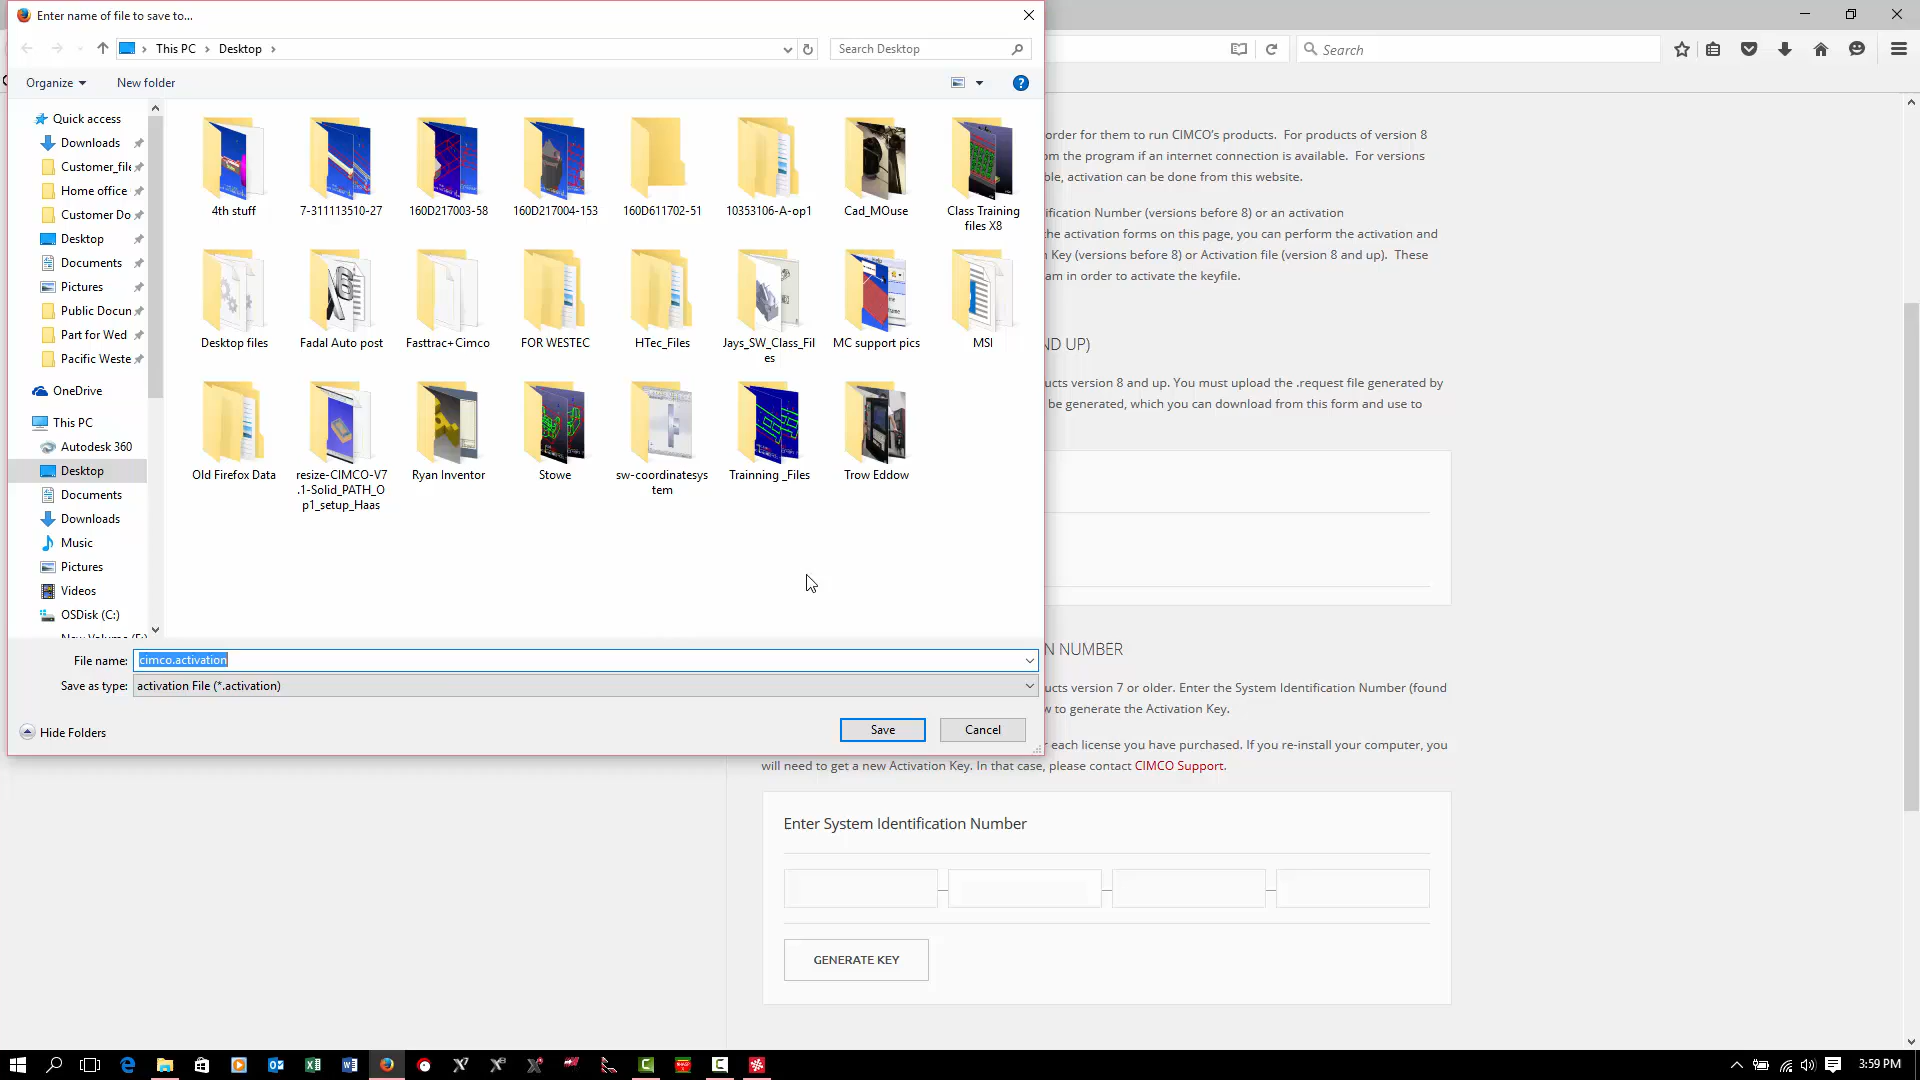 Enter name of file to save to...
This PC
Desktop
Search Desktop
Search
Organize
New folder
Quick access
Downloads
Customer_file
Home office
Customer Do
Desktop
Documents
Pictures
Public Docun
Part for Wed
Pacific Weste
OneDrive
This PC
Autodesk 360
Desktop
Documents
Downloads
Music
Pictures
Videos
OSDisk (C:)
4th stuff
7-311113510-27
160D217003-58
160D217004-153
160D611702-51
10353106-A-op1
Cad_MOuse
Class Training
files X8
Desktop files
Fadal Auto post
Fasttrac+Cimco
FOR WESTEC
HTec_Files
Jays_SW_Class_Fil
es
MC support pics
MSI
Old Firefox Data
resize-CIMCO-V7
.1-Solid_PATH_O
p1_setup_Haas
Ryan Inventor
Stowe
sw-coordinatesys
tem
Trainning _Files
Trow Eddow
File name:
cimco.activation
Save as type:
activation File (*.activation)
Hide Folders
Save
Cancel
order for them to run CIMCO's products. For products of version 8
om the program if an internet connection is available. For versions
ble, activation can be done from this website.
ification Number (versions before 8) or an activation
the activation forms on this page, you can perform the activation and
n Key (versions before 8) or Activation file (version 8 and up). These
ram in order to activate the keyfile.
ND UP)
ucts version 8 and up. You must upload the .request file generated by
be generated, which you can download from this form and use to
N NUMBER
ucts version 7 or older. Enter the System Identification Number (found
w to generate the Activation Key.
r each license you have purchased. If you re-install your computer, you
will need to get a new Activation Key. In that case, please contact CIMCO Support.
Enter System Identification Number
GENERATE KEY
3:59 PM